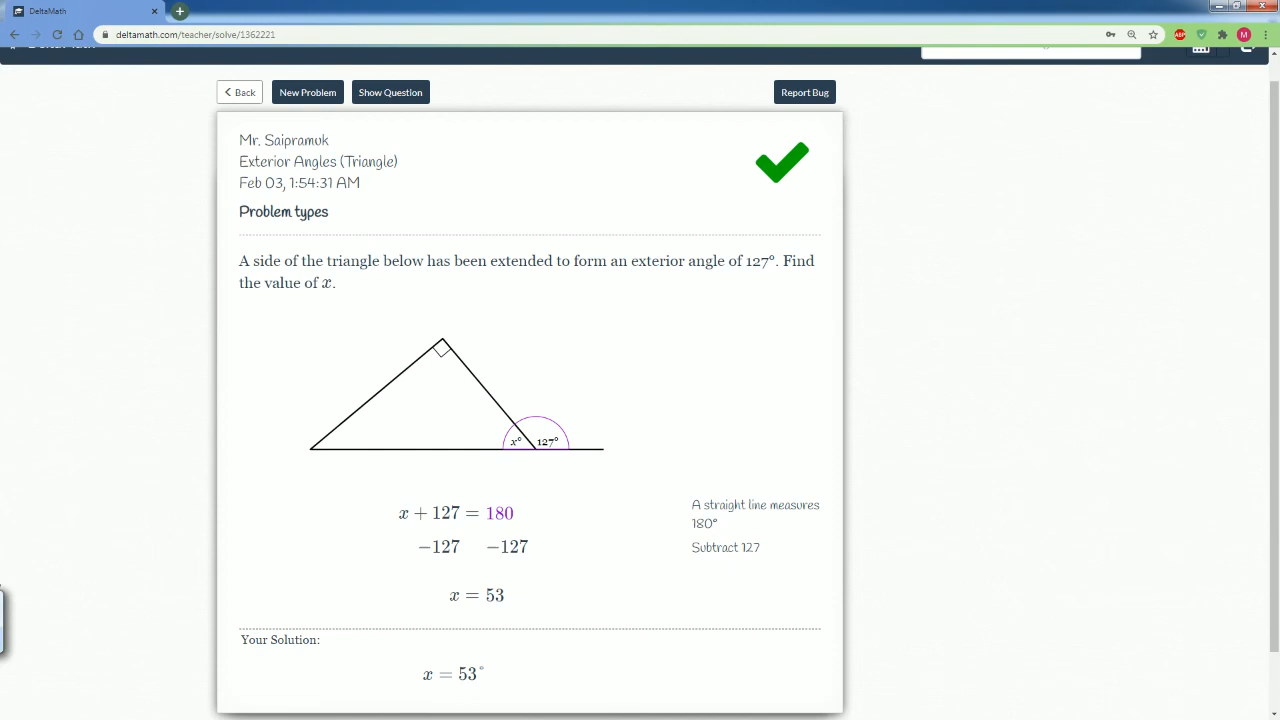 DeltaMath
deltamath.com/teacher/solve/1362221
ABP
M
Back New Problem Show Question Report Bug
Mr. Saipramuk
Exterior Angles (Triangle)
Feb 03, 1:54:31 AM
Problem types
A side of the triangle below has been extended to form an exterior angle of 127°. Find
the value of x.
x° 127°
x + 127 = 180
A straight line measures
180°
−127 −127
Subtract 127
x = 53
Your Solution:
x = 53°